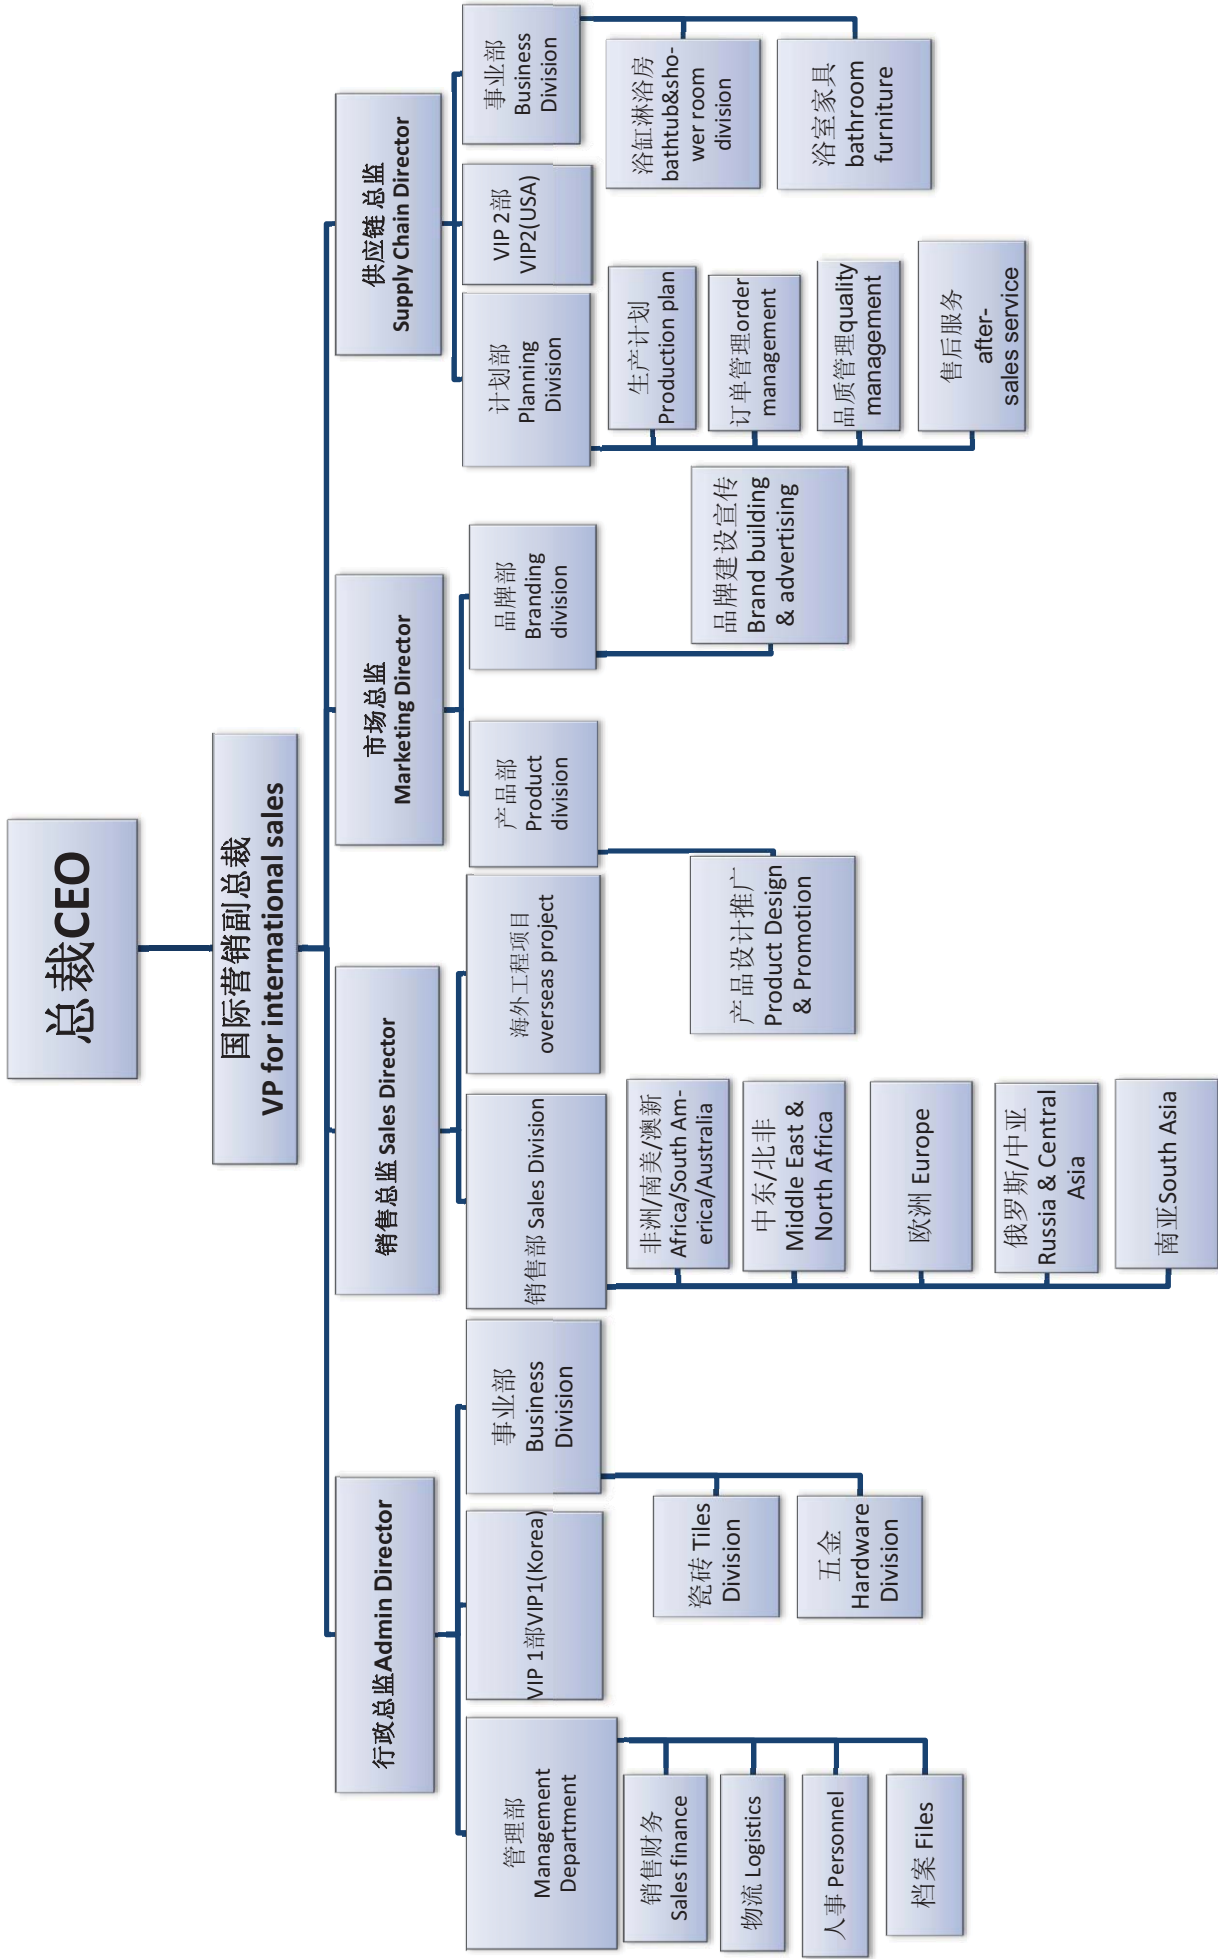 总裁CEO
国际营销副总裁
VP for international sales
行政总监Admin Director
销售总监 Sales Director
市场总监
Marketing Director
供应链 总监
Supply Chain Director
管理部
Management
Department
VIP 1部VIP1(Korea)
事业部
Business
Division
销售部 Sales Division
海外工程项目
overseas project
产品部
Product
division
品牌部
Branding
division
计划部
Planning
Division
VIP 2部
VIP2(USA)
事业部
Business
Division
销售财务
Sales finance
物流 Logistics
人事 Personnel
档案 Files
瓷砖 Tiles
Division
五金
Hardware
Division
非洲/南美/澳新
Africa/South Am-
erica/Australia
中东/北非
Middle East &
North Africa
欧洲 Europe
俄罗斯/中亚
Russia & Central
Asia
南亚South Asia
产品设计推广
Product Design
& Promotion
品牌建设宣传
Brand building
& advertising
生产计划
Production plan
订单管理order
management
品质管理quality
management
售后服务
after-
sales service
浴缸淋浴房
bathtub&sho-
wer room
division
浴室家具
bathroom
furniture